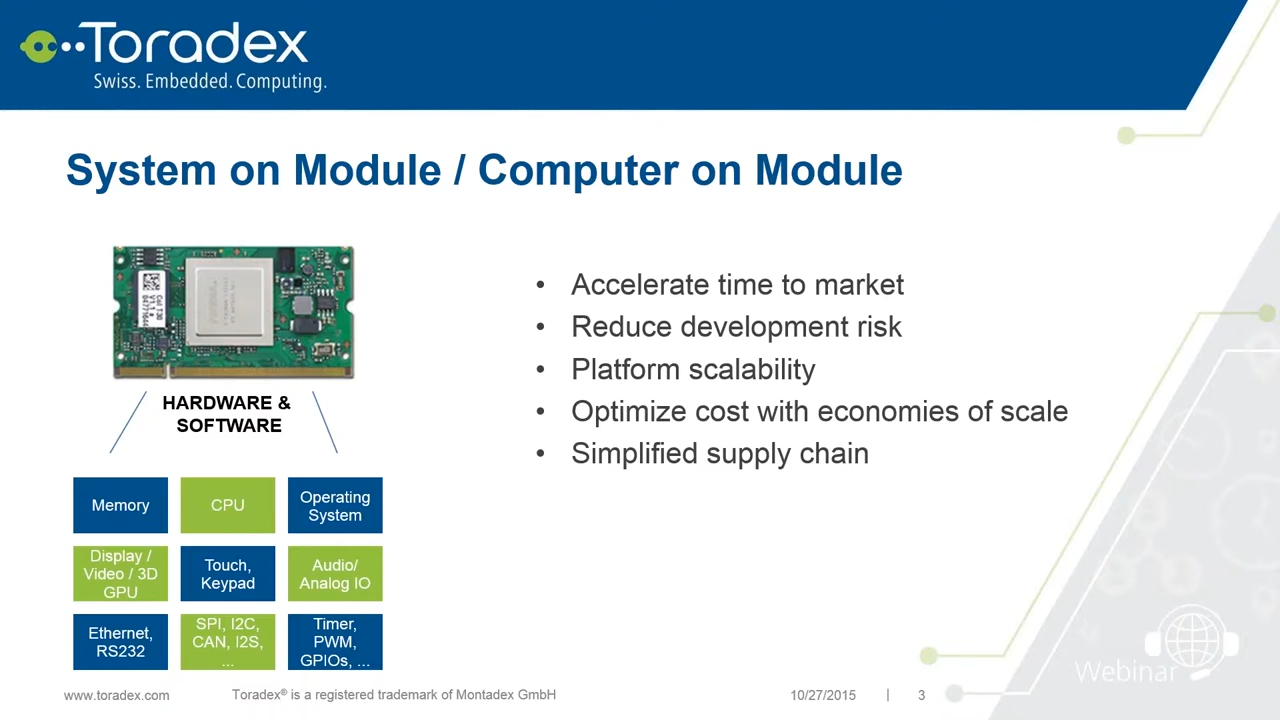 Toradex
Swiss. Embedded. Computing.
System on Module / Computer on Module
HARDWARE &
SOFTWARE
Memory
CPU
Operating
System
Display /
Video / 3D
GPU
Touch,
Keypad
Audio/
Analog IO
Ethernet,
RS232
SPI, I2C,
CAN, I2S,
...
Timer,
PWM,
GPIOs, ...
• Accelerate time to market
• Reduce development risk
• Platform scalability
• Optimize cost with economies of scale
• Simplified supply chain
Webinar
www.toradex.com
Toradex® is a registered trademark of Montadex GmbH
10/27/2015 | 3